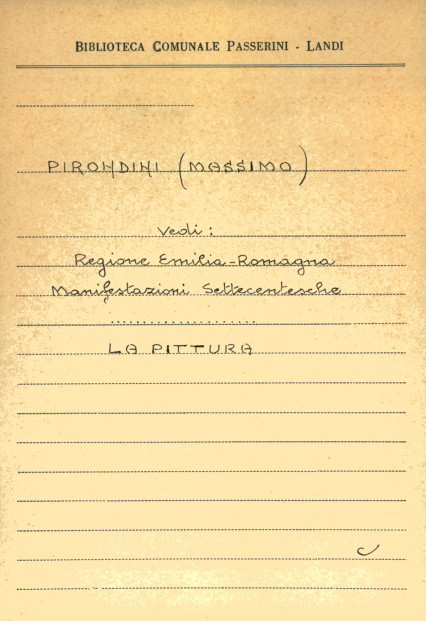 BIBLIOTECA COMUNALE PASSERINI - LANDI
PIRONDINI (MASSIMO)
Vedi:
Regione Emilia-Romagna
Manifestazioni Settecentesche
....................
LA PITTURA